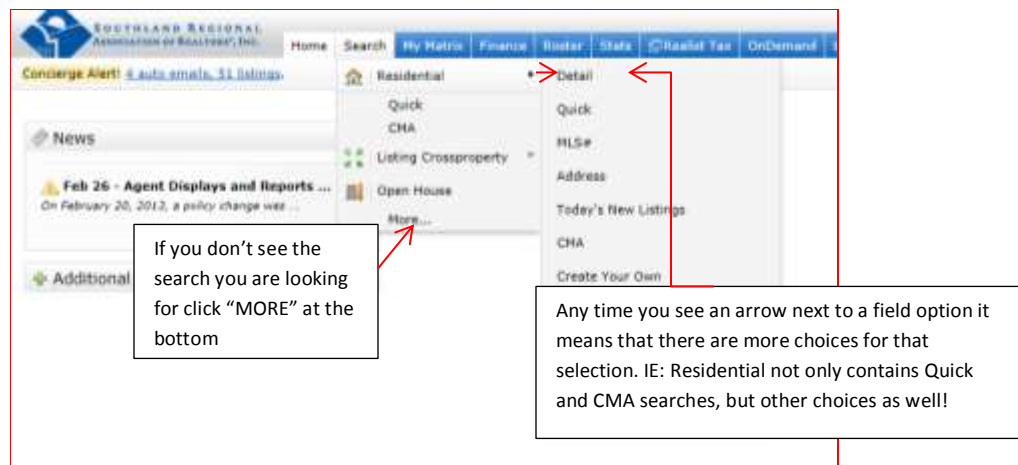 SOUTHLAND REGIONAL
ASSOCIATION OF REALTORS®, INC.
Home Search My Matrix Finance Roster Stats Realist Tax OnDemand
Concierge Alert! 4 auto emails, 51 listings.
Residential
Quick
CMA
Listing Crossproperty
Open House
More...
Detail
Quick
MLS#
Address
Today's New Listings
CMA
Create Your Own
News
Feb 26 - Agent Displays and Reports ...
On February 20, 2013, a policy change was ...
Additional
If you don’t see the
search you are looking
for click “MORE” at the
bottom
Any time you see an arrow next to a field option it
means that there are more choices for that
selection. IE: Residential not only contains Quick
and CMA searches, but other choices as well!